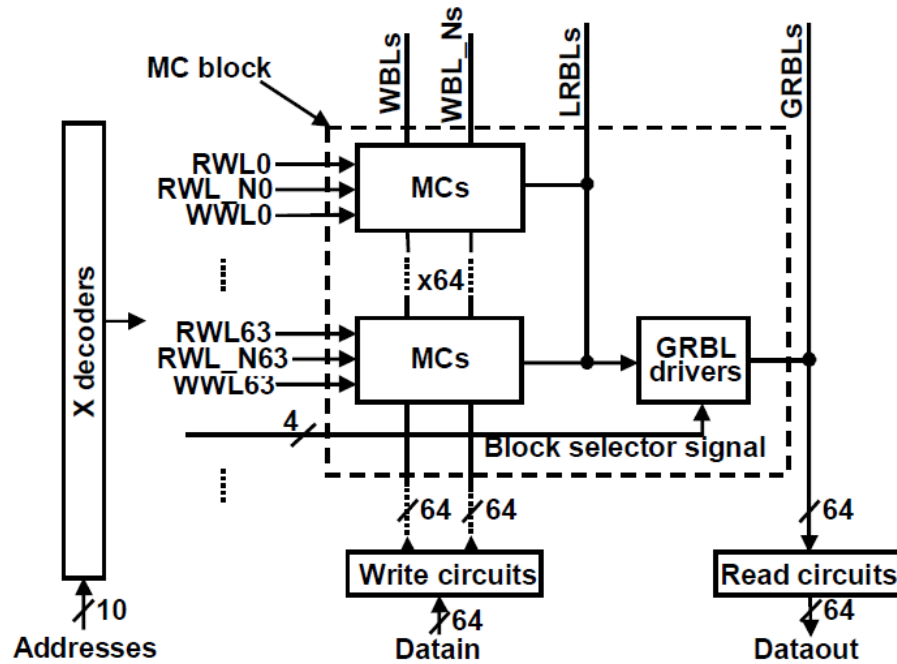 MC block
WBLs
WBL_Ns
LRBLs
GRBLs
RWL0
RWL_N0
WWL0
MCs
x64
X decoders
RWL63
RWL_N63
WWL63
MCs
GRBL
drivers
4
Block selector signal
64
64
64
Write circuits
Read circuits
10
64
64
Addresses
Datain
Dataout